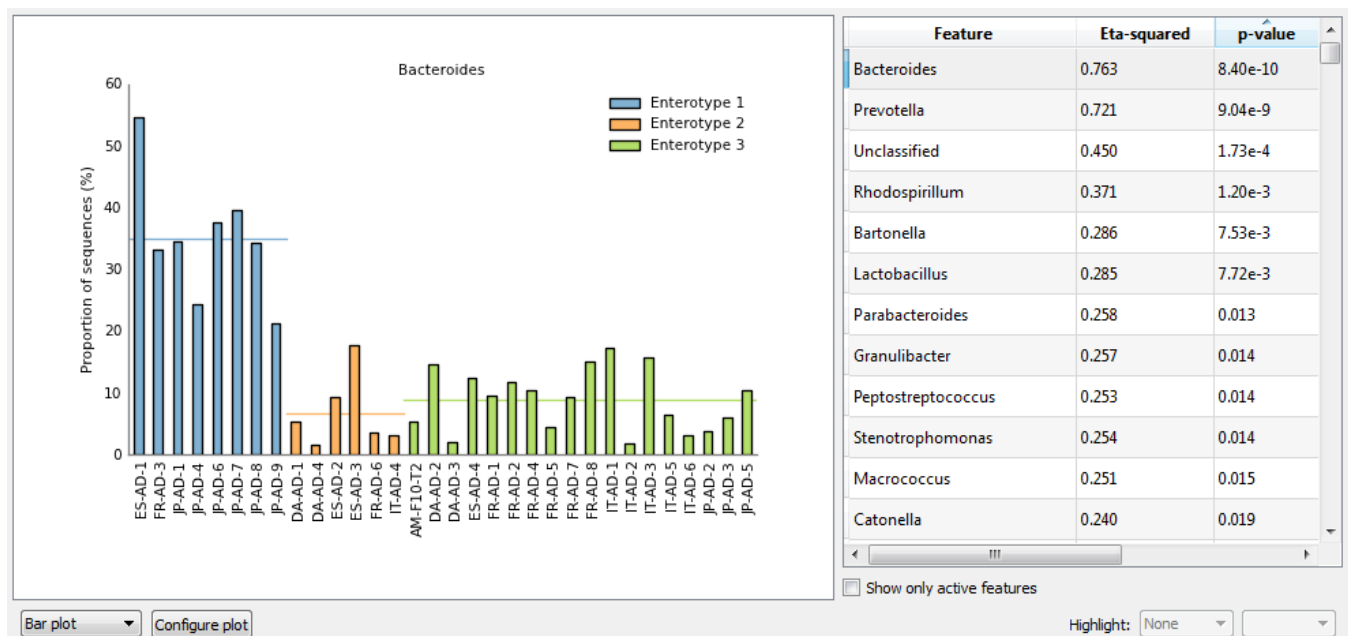 Bacteroides
Enterotype 1
Enterotype 2
Enterotype 3
Proportion of sequences (%)
60
50
40
30
20
10
0
ES-AD-1
FR-AD-3
JP-AD-1
JP-AD-4
JP-AD-6
JP-AD-7
JP-AD-8
JP-AD-9
DA-AD-1
DA-AD-4
ES-AD-2
ES-AD-3
FR-AD-6
IT-AD-4
AM-F10-T2
DA-AD-2
DA-AD-3
ES-AD-4
FR-AD-1
FR-AD-2
FR-AD-4
FR-AD-5
FR-AD-7
FR-AD-8
IT-AD-1
IT-AD-2
IT-AD-3
IT-AD-5
IT-AD-6
JP-AD-2
JP-AD-3
JP-AD-5
Feature Eta-squared p-value
Bacteroides 0.763 8.40e-10
Prevotella 0.721 9.04e-9
Unclassified 0.450 1.73e-4
Rhodospirillum 0.371 1.20e-3
Bartonella 0.286 7.53e-3
Lactobacillus 0.285 7.72e-3
Parabacteroides 0.258 0.013
Granulibacter 0.257 0.014
Peptostreptococcus 0.253 0.014
Stenotrophomonas 0.254 0.014
Macrococcus 0.251 0.015
Catonella 0.240 0.019
Show only active features
Bar plot Configure plot Highlight: None